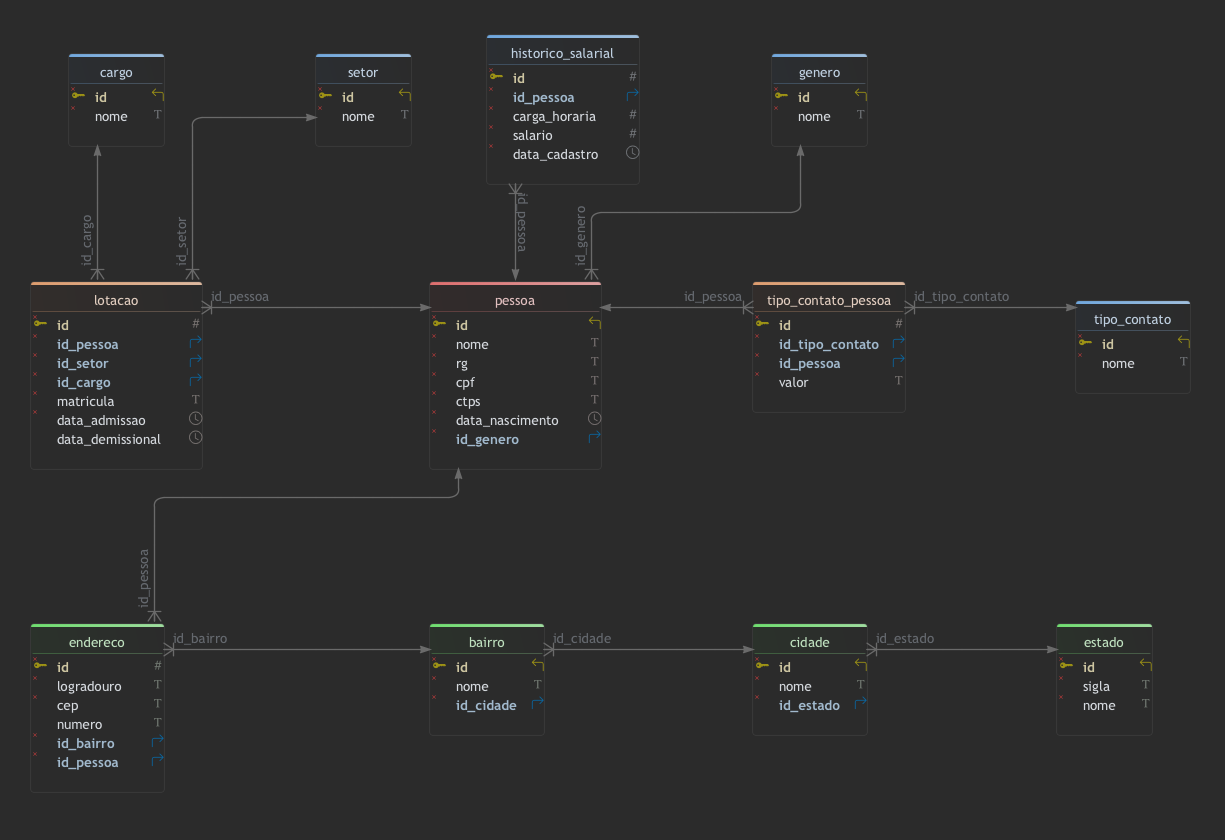 cargo
id
nome T
setor
id
nome T
historico_salarial
id #
id_pessoa
carga_horaria #
salario #
data_cadastro
genero
id
nome T
id_cargo
id_setor
id_pessoa
id_genero
lotacao
id #
id_pessoa
id_setor
id_cargo
matricula T
data_admissao
data_demissional
id_pessoa
pessoa
id
nome T
rg T
cpf T
ctps T
data_nascimento
id_genero
id_pessoa
tipo_contato_pessoa
id #
id_tipo_contato
id_pessoa
valor T
id_tipo_contato
tipo_contato
id
nome T
id_pessoa
endereco
id #
logradouro T
cep T
numero T
id_bairro
id_pessoa
id_bairro
bairro
id
nome T
id_cidade
id_cidade
cidade
id
nome T
id_estado
id_estado
estado
id
sigla T
nome T